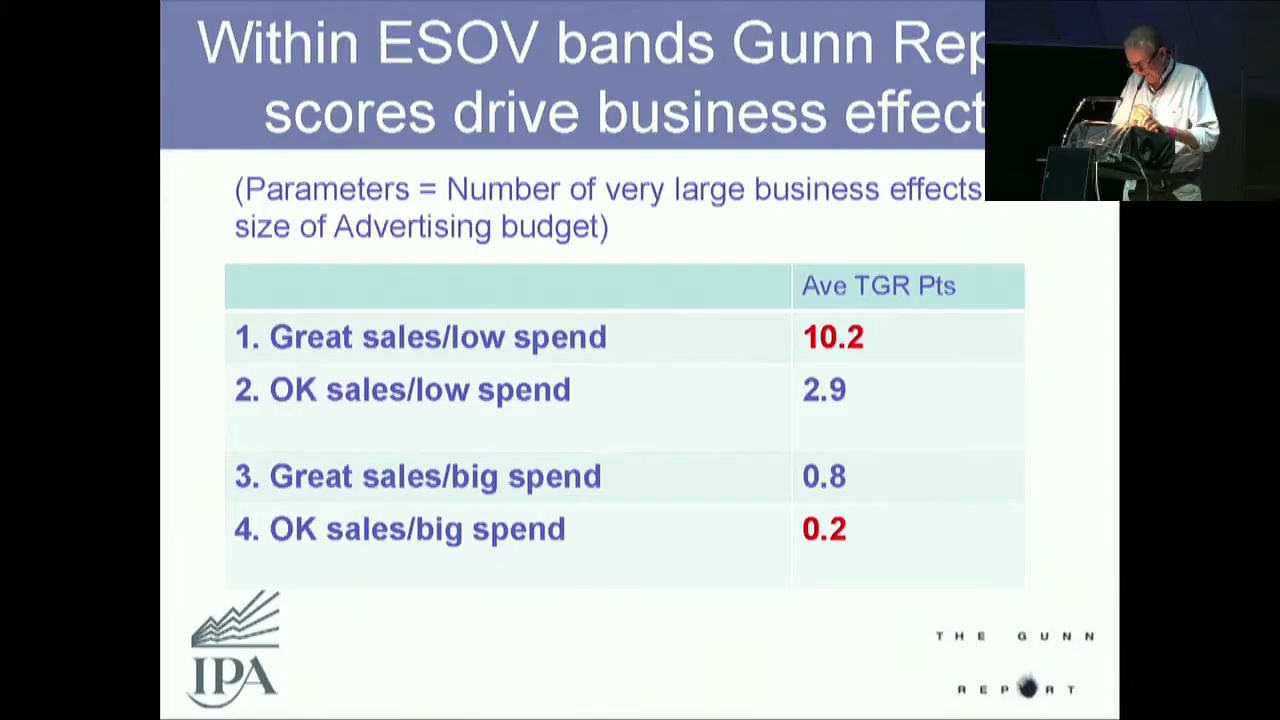 Within ESOV bands Gunn
scores drive business
(Parameters = Number of very large business effects
size of Advertising budget)
Ave TGR Pts
1. Great sales/low spend
10.2
2. OK sales/low spend
2.9
3. Great sales/big spend
0.8
4. OK sales/big spend
0.2
IPA
THE GUNN
REPORT